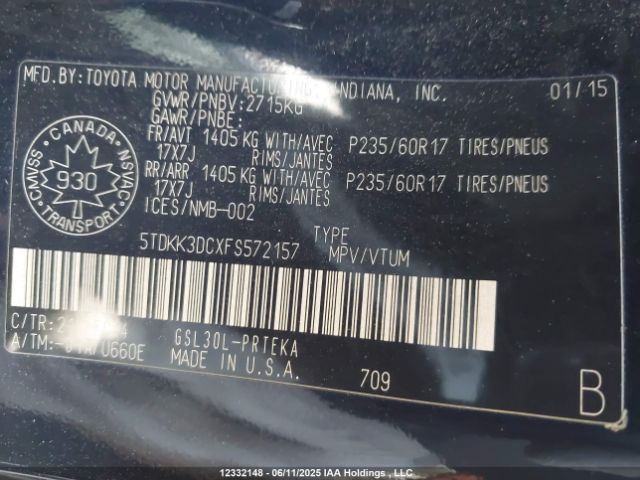 MFD.BY:TOYOTA MOTOR MANUFACTURING, INDIANA, INC. 01/15
GVWR/PNBV:2715KG
GAWR/PNBE:
FR/AVT 1405 KG WITH/AVEC P235/60R17 TIRES/PNEUS
17X7J RIMS/JANTES
RR/ARR 1405 KG WITH/AVEC P235/60R17 TIRES/PNEUS
17X7J RIMS/JANTES
ICES/NMB-002
CANADA
CMVSS 930 NSVAC
TRANSPORT
5TDKK3DCXFS572157
TYPE
MPV/VTUM
C/TR:
A/TM: U660E
GSL30L-PRTEKA
MADE IN U.S.A.
709
B
12332148 - 06/11/2025 IAA Holdings , LLC